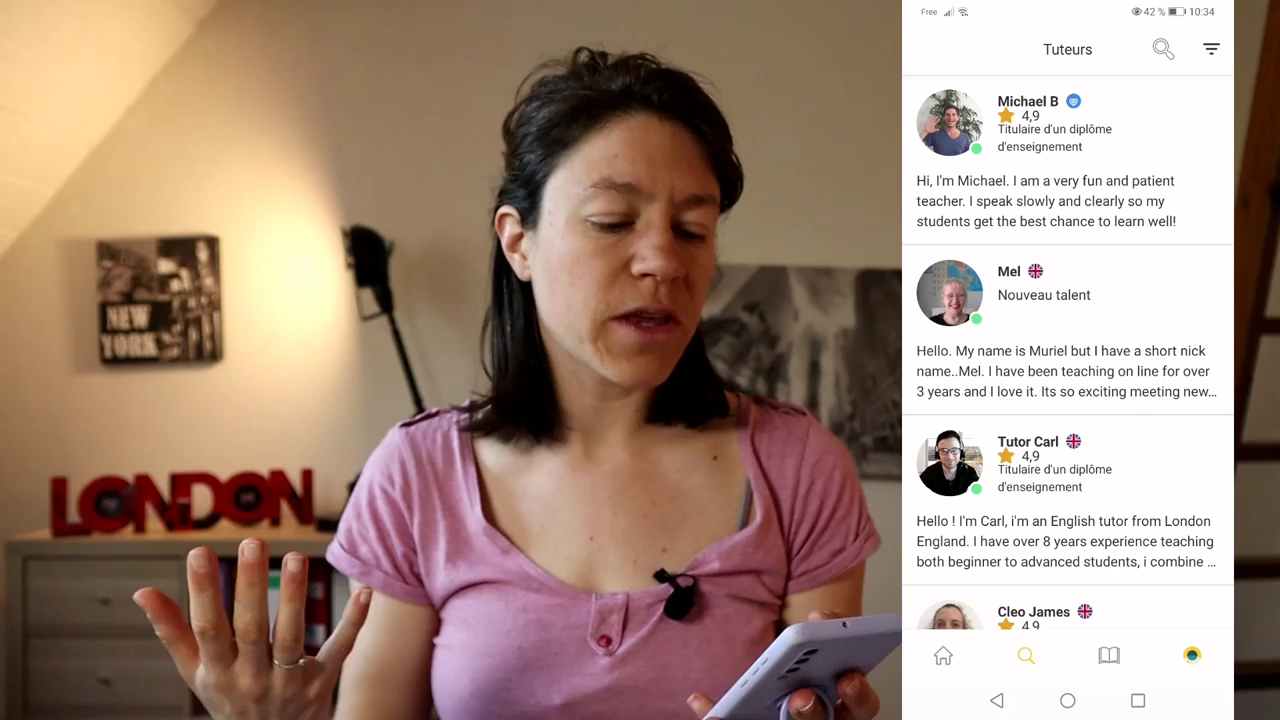 NEW
YORK
LONDON
Free
42 %
10:34
Tuteurs
Michael B
4,9
Titulaire d'un diplôme
d'enseignement
Hi, I'm Michael. I am a very fun and patient
teacher. I speak slowly and clearly so my
students get the best chance to learn well!
Mel
Nouveau talent
Hello. My name is Muriel but I have a short nick
name..Mel. I have been teaching on line for over
3 years and I love it. Its so exciting meeting new...
Tutor Carl
4,9
Titulaire d'un diplôme
d'enseignement
Hello ! I'm Carl, i'm an English tutor from London
England. I have over 8 years experience teaching
both beginner to advanced students, i combine ...
Cleo James
4,9